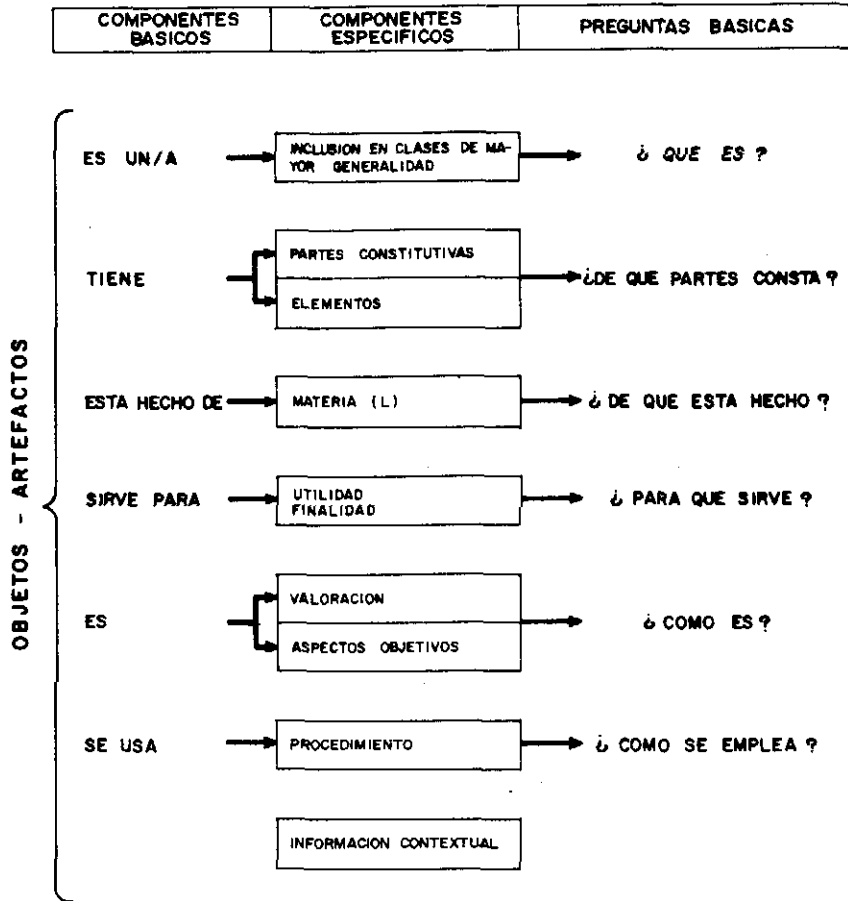 COMPONENTES
BASICOS
COMPONENTES
ESPECIFICOS
PREGUNTAS BASICAS
OBJETOS - ARTEFACTOS
ES UN/A
INCLUSION EN CLASES DE MA-
YOR GENERALIDAD
¿ QUE ES ?
TIENE
PARTES CONSTITUTIVAS
ELEMENTOS
¿DE QUE PARTES CONSTA ?
ESTA HECHO DE
MATERIA (L)
¿ DE QUE ESTA HECHO ?
SIRVE PARA
UTILIDAD
FINALIDAD
¿ PARA QUE SIRVE ?
ES
VALORACION
ASPECTOS OBJETIVOS
¿ COMO ES ?
SE USA
PROCEDIMIENTO
¿ COMO SE EMPLEA ?
INFORMACION CONTEXTUAL